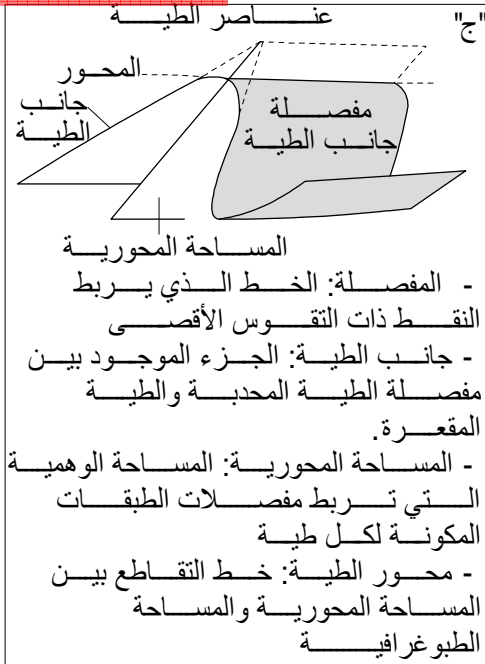 "ج" عناصر الطية
المحور
جانب
الطية
مفصلة
جانب الطية
المساحة المحورية
- المفصلة: الخط الذي يربط
النقط ذات التقوس الأقصى
- جانب الطية: الجزء الموجود بين
مفصلة الطية المحدبة والطية
المقعرة.
- المساحة المحورية: المساحة الوهمية
التي تربط مفصلات الطبقات
المكونة لكل طية
- محور الطية: خط التقاطع بين
المساحة المحورية والمساحة
الطبوغرافية